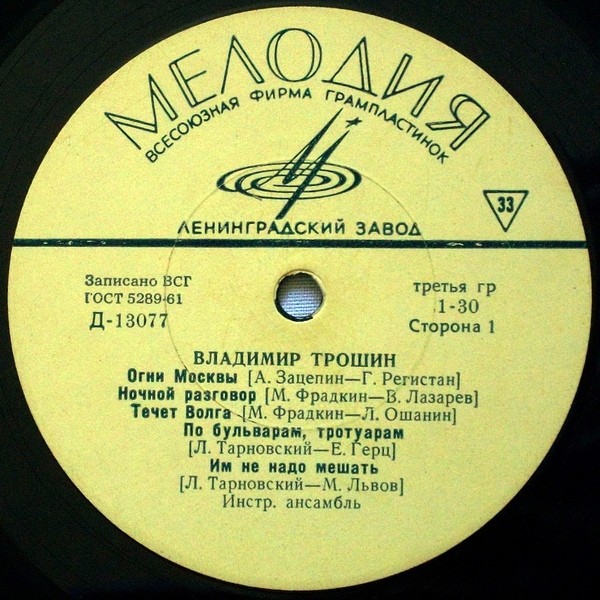 МЕЛОДИЯ
ВСЕСОЮЗНАЯ ФИРМА ГРАМПЛАСТИНОК
ЛЕНИНГРАДСКИЙ ЗАВОД
33
Записано ВСГ
ГОСТ 5289-61
Д-13077
третья гр
1-30
Сторона 1
ВЛАДИМИР ТРОШИН
Огни Москвы [А. Зацепин—Г. Регистан]
Ночной разговор [М. Фрадкин—В. Лазарев]
Течет Волга [М. Фрадкин—Л. Ошанин]
По бульварам, тротуарам
[Л. Тарновский—Е. Герц]
Им не надо мешать
[Л. Тарновский—М. Львов]
Инстр. ансамбль